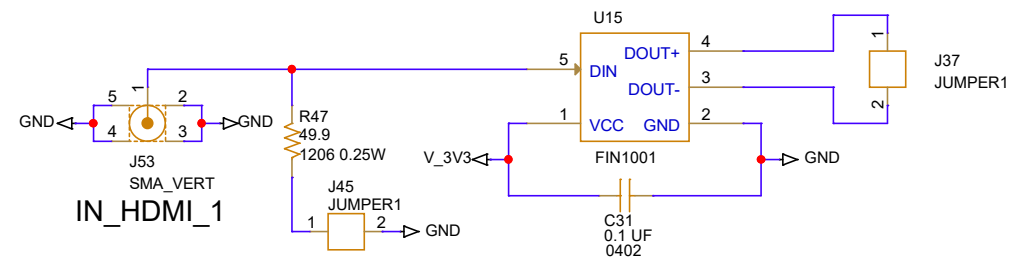 U15
DOUT+
4
1
J37
JUMPER1
5
DIN
DOUT-
3
2
1
5
2
GND
GND
4
3
R47
49.9
1206 0.25W
1
VCC
GND
2
V_3V3
FIN1001
GND
J53
SMA_VERT
IN_HDMI_1
J45
JUMPER1
1
2
GND
C31
0.1 UF
0402